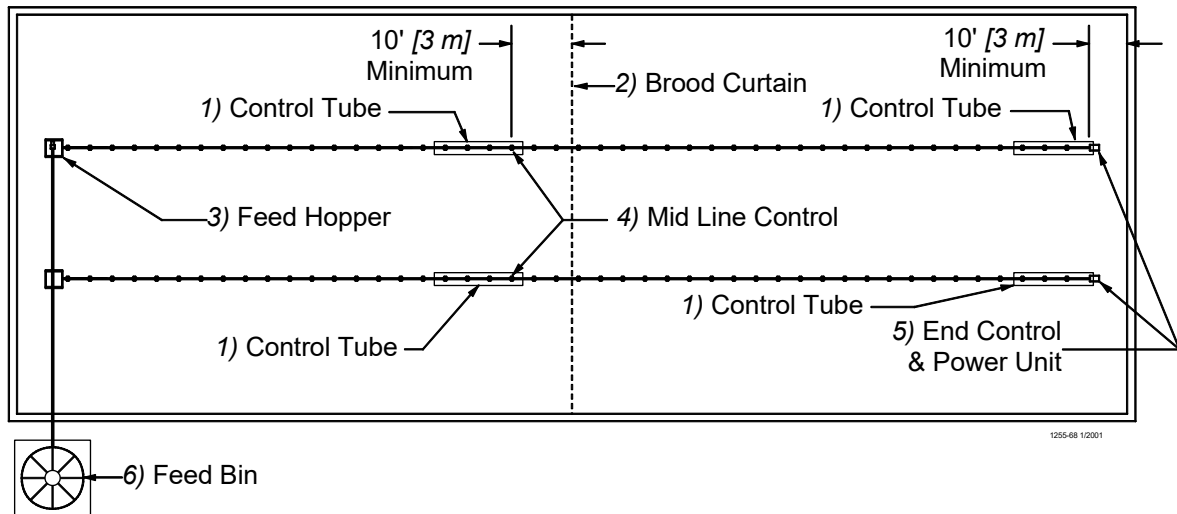 10' [3 m]
Minimum
10' [3 m]
Minimum
2) Brood Curtain
1) Control Tube
1) Control Tube
3) Feed Hopper
4) Mid Line Control
1) Control Tube
1) Control Tube
5) End Control
& Power Unit
1255-68 1/2001
6) Feed Bin